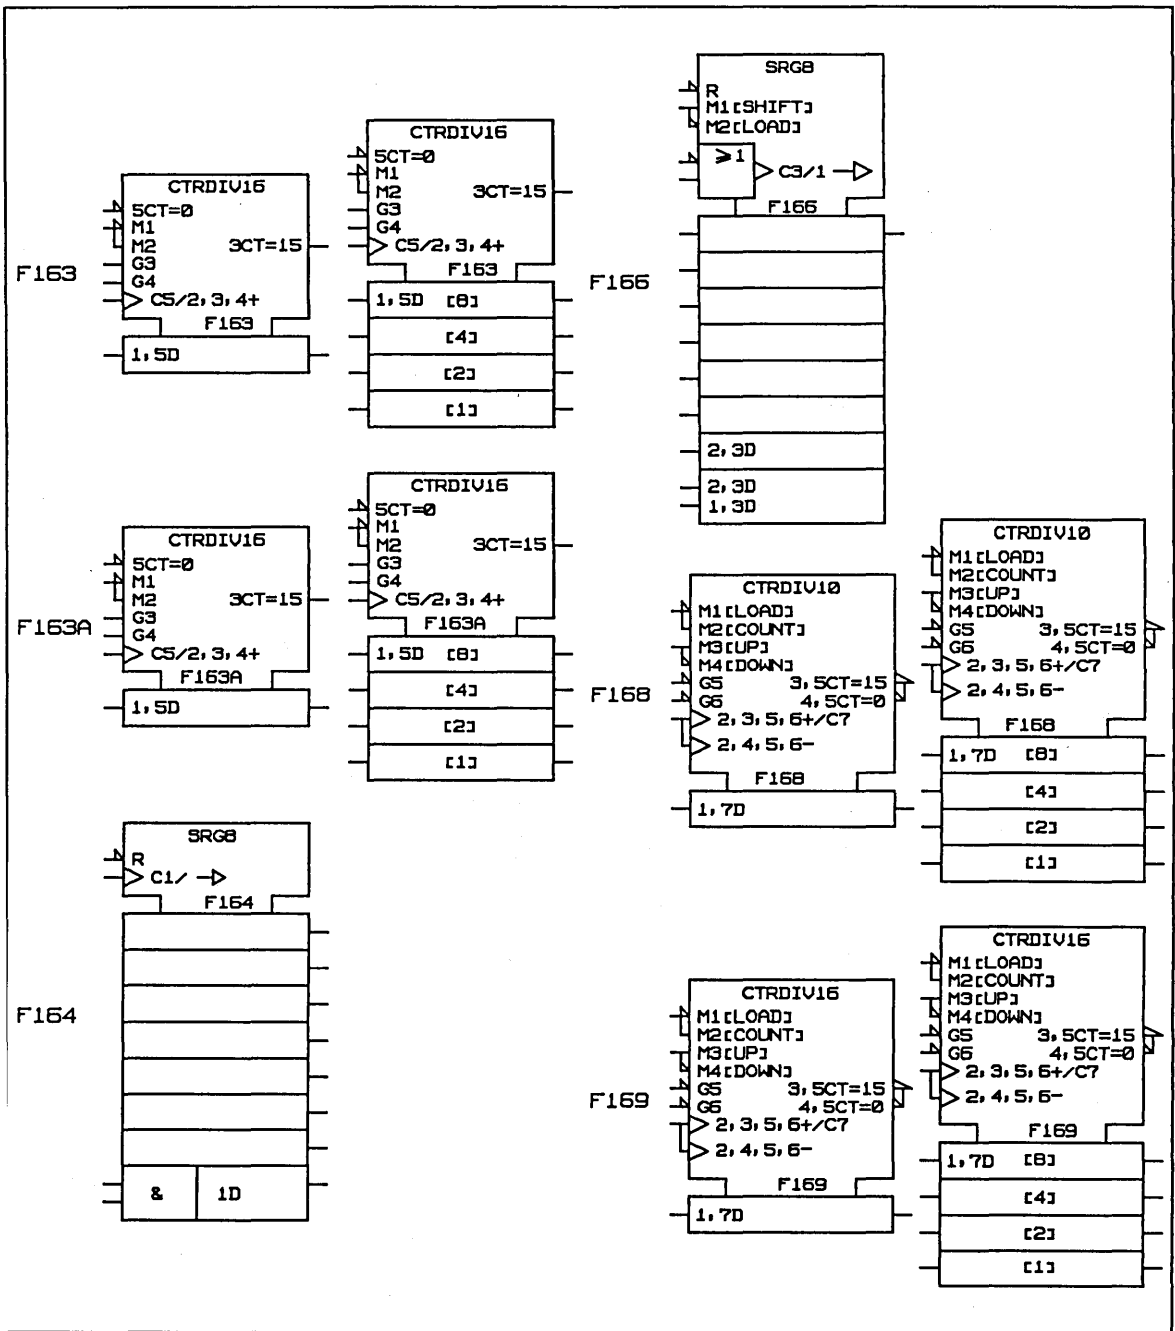 F163
CTRDIV16
5CT=0
M1
M2 3CT=15
G3
G4
C5/2,3,4+
F163
1,5D
CTRDIV16
5CT=0
M1
M2 3CT=15
G3
G4
C5/2,3,4+
F163
1,5D [8]
[4]
[2]
[1]
F163A
CTRDIV16
5CT=0
M1
M2 3CT=15
G3
G4
C5/2,3,4+
F163A
1,5D
CTRDIV16
5CT=0
M1
M2 3CT=15
G3
G4
C5/2,3,4+
F163A
1,5D [8]
[4]
[2]
[1]
F164
SRG8
R
C1/
F164
& 1D
F166
SRG8
R
M1[SHIFT]
M2[LOAD]
≥1 C3/1
F166
2,3D
2,3D
1,3D
F168
CTRDIV10
M1[LOAD]
M2[COUNT]
M3[UP]
M4[DOWN]
G5 3,5CT=15
G6 4,5CT=0
2,3,5,6+/C7
2,4,5,6-
F168
1,7D
CTRDIV10
M1[LOAD]
M2[COUNT]
M3[UP]
M4[DOWN]
G5 3,5CT=15
G6 4,5CT=0
2,3,5,6+/C7
2,4,5,6-
F168
1,7D [8]
[4]
[2]
[1]
F169
CTRDIV16
M1[LOAD]
M2[COUNT]
M3[UP]
M4[DOWN]
G5 3,5CT=15
G6 4,5CT=0
2,3,5,6+/C7
2,4,5,6-
F169
1,7D
CTRDIV16
M1[LOAD]
M2[COUNT]
M3[UP]
M4[DOWN]
G5 3,5CT=15
G6 4,5CT=0
2,3,5,6+/C7
2,4,5,6-
F169
1,7D [8]
[4]
[2]
[1]